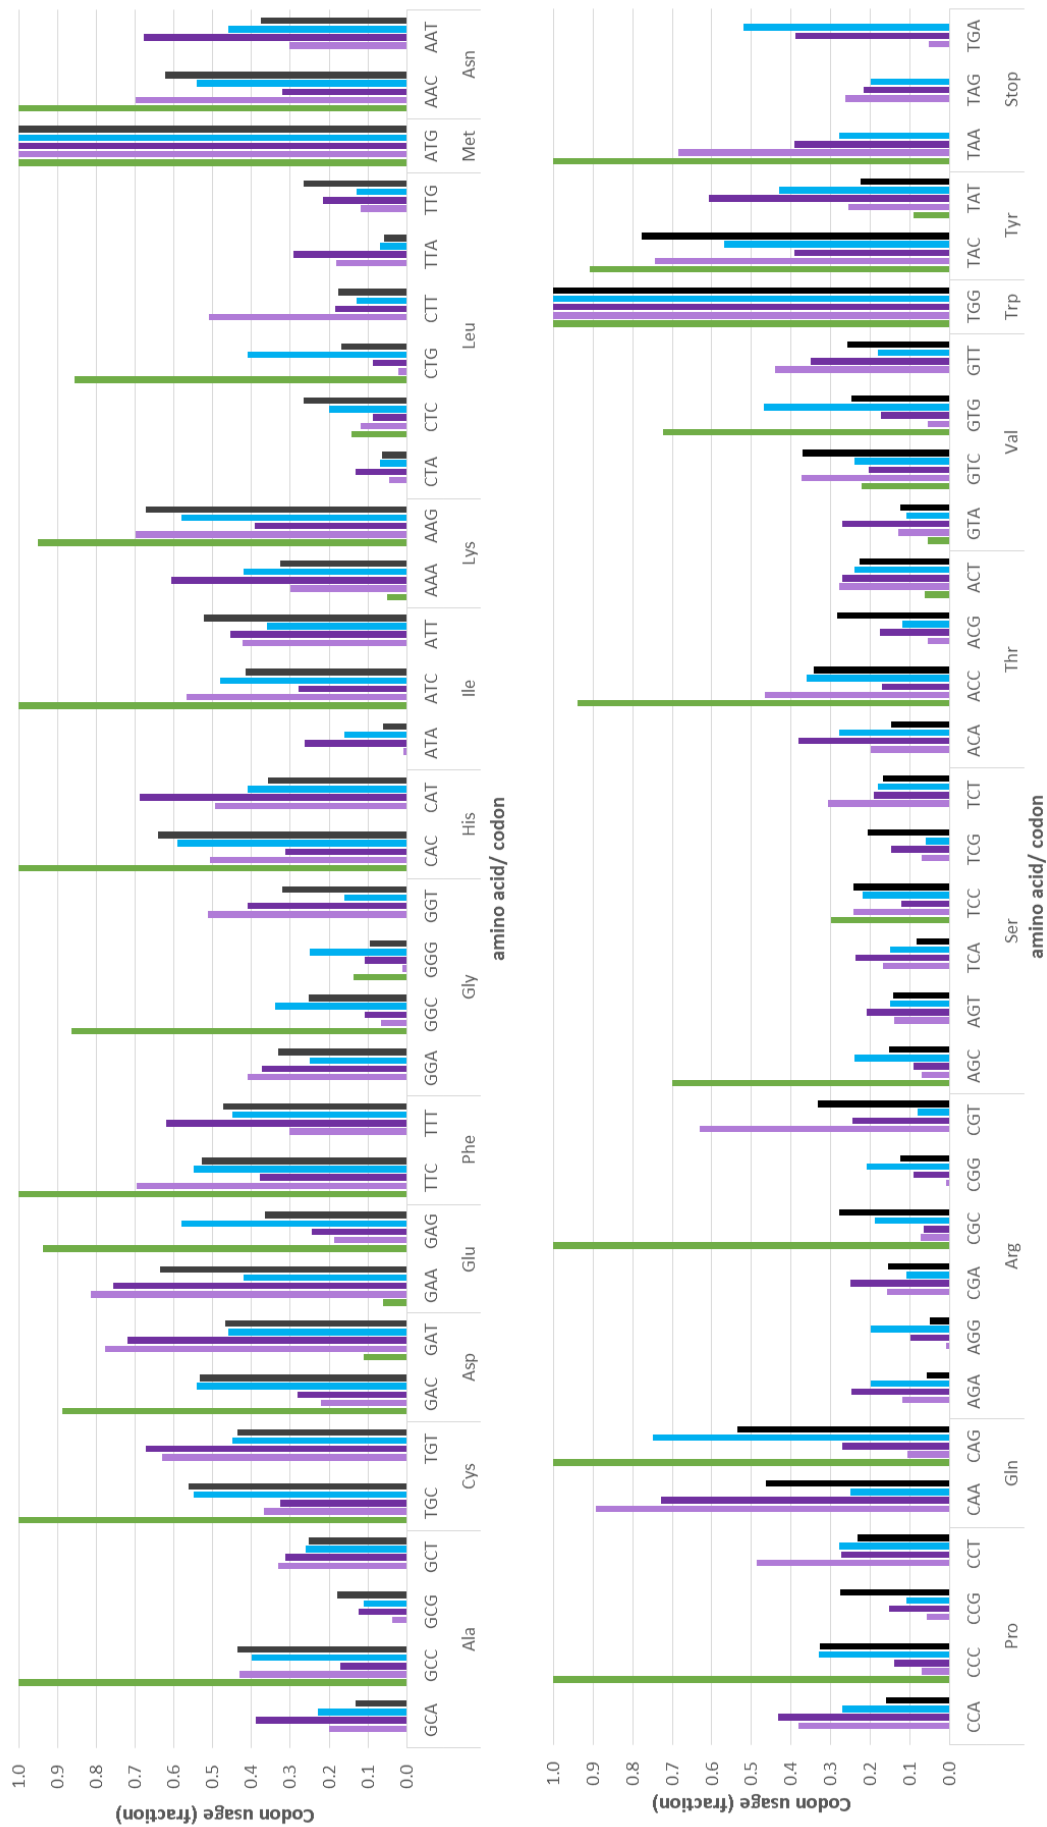 Codon usage (fraction)
1.0
0.9
0.8
0.7
0.6
0.5
0.4
0.3
0.2
0.1
0.0
GCA GCC GCG GCT TGC TGT GAC GAT GAA GAG TTC TTT GGA GGC GGG GGT CAC CAT ATA ATC ATT AAA AAG CTA CTC CTG CTT TTA TTG ATG AAC AAT
Ala Cys Asp Glu Phe Gly His Ile Lys Leu Met Asn
amino acid/ codon
Codon usage (fraction)
1.0
0.9
0.8
0.7
0.6
0.5
0.4
0.3
0.2
0.1
0.0
CCA CCC CCG CCT CAA CAG AGA AGG CGA CGC CGG CGT AGC AGT TCA TCC TCG TCT ACA ACC ACG ACT GTA GTC GTG GTT TGG TAC TAT TAA TAG TGA
Pro Gln Arg Ser Thr Val Trp Tyr Stop
amino acid/ codon